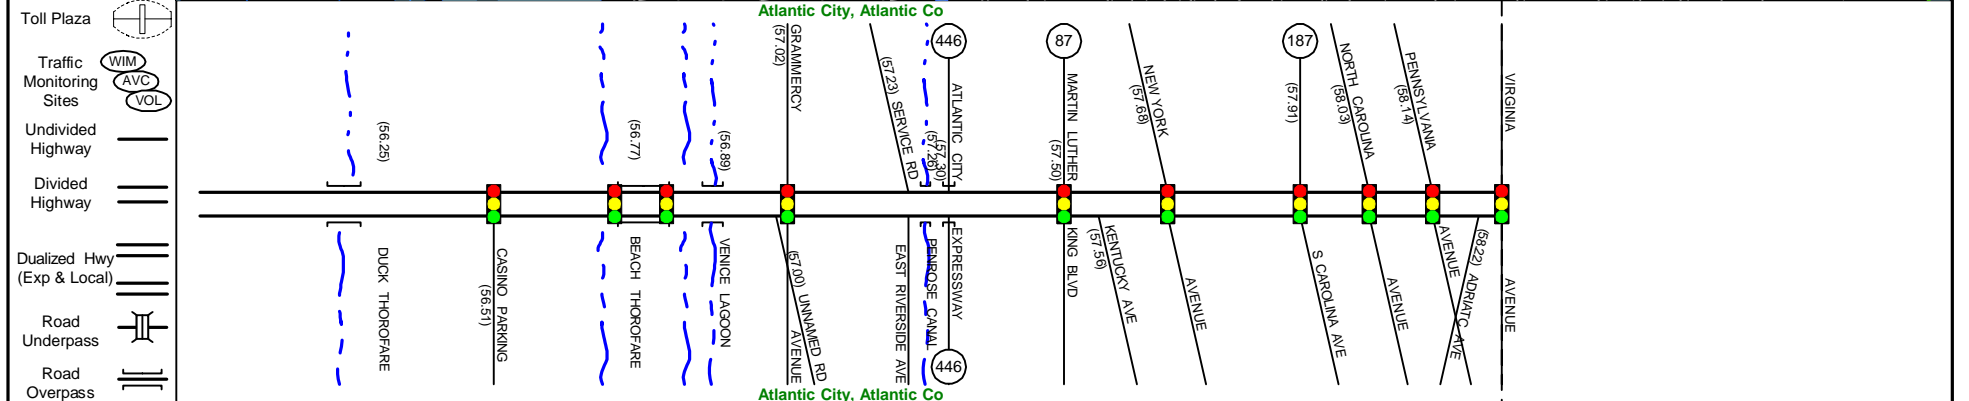 Toll Plaza
Traffic
Monitoring
Sites
WIM
AVC
VOL
Undivided
Highway
Divided
Highway
Dualized Hwy
(Exp & Local)
Road
Underpass
Road
Overpass
Atlantic City, Atlantic Co
(56.25)
DUCK THOROFARE
CASINO PARKING
(56.51)
(56.77)
BEACH THOROFARE
(56.89)
VENICE LAGOON
GRAMMERCY
(57.02)
AVENUE
(57.00) UNNAMED RD
(57.23) SERVICE RD
EAST RIVERSIDE AVE
(57.26)
PENROSE CANAL
446
ATLANTIC CITY
(57.30)
EXPRESSWAY
446
87
MARTIN LUTHER
(57.50)
KING BLVD
KENTUCKY AVE
(57.56)
NEW YORK
(57.68)
AVENUE
187
(57.91)
S CAROLINA AVE
NORTH CAROLINA
(58.03)
AVENUE
PENNSYLVANIA
(58.14)
AVENUE
(58.22) ADRIATC AVE
VIRGINIA
AVENUE
Atlantic City, Atlantic Co